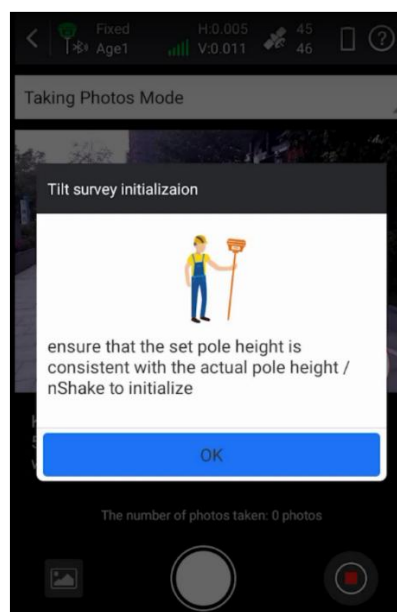 Fixed H:0.005 45
Age1 V:0.011 46
Taking Photos Mode
Tilt survey initializaion
ensure that the set pole height is
consistent with the actual pole height /
nShake to initialize
OK
The number of photos taken: 0 photos